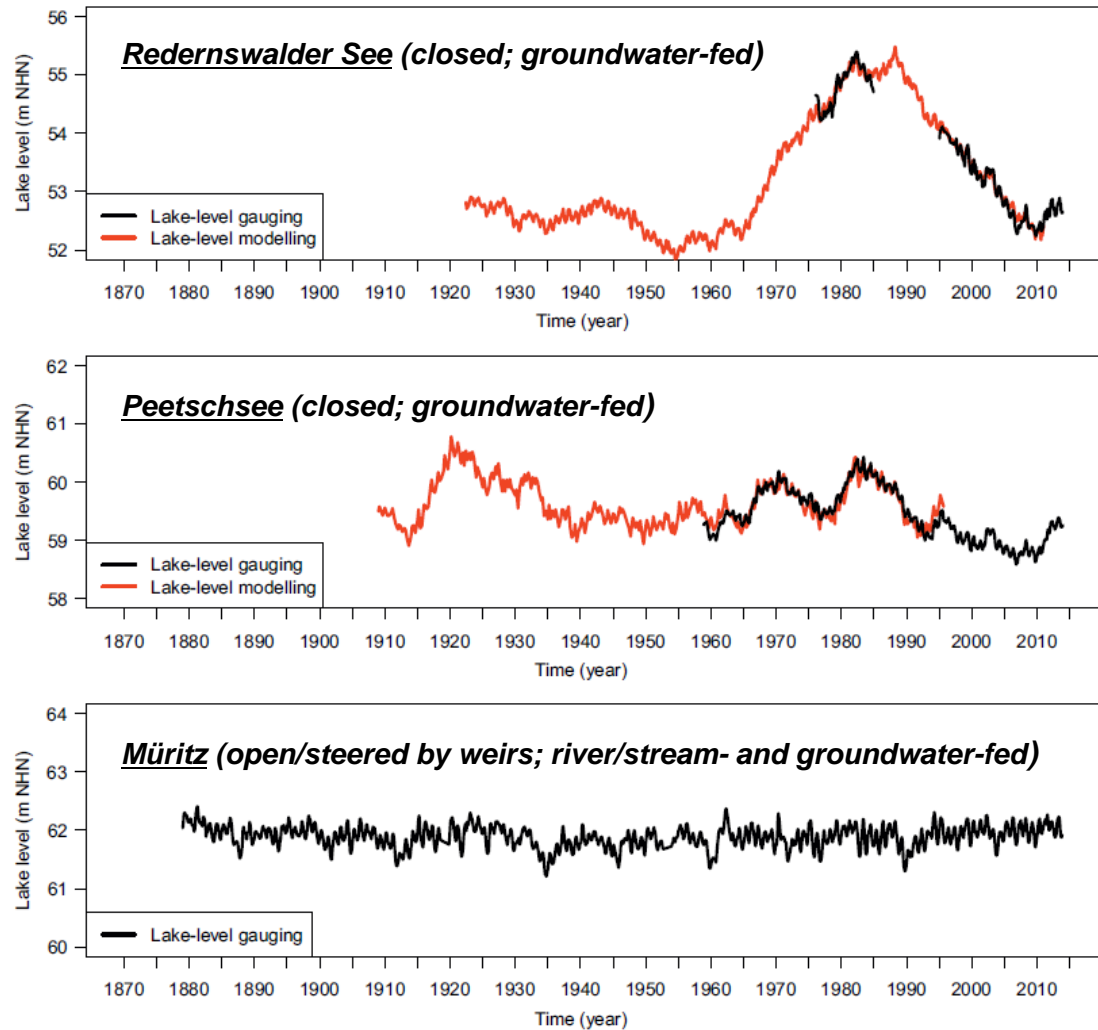 Redernswalder See (closed; groundwater-fed)
Lake level (m NHN)
56
55
54
53
52
Lake-level gauging
Lake-level modelling
1870 1880 1890 1900 1910 1920 1930 1940 1950 1960 1970 1980 1990 2000 2010
Time (year)
Peetschsee (closed; groundwater-fed)
Lake level (m NHN)
62
61
60
59
58
Lake-level gauging
Lake-level modelling
1870 1880 1890 1900 1910 1920 1930 1940 1950 1960 1970 1980 1990 2000 2010
Time (year)
Müritz (open/steered by weirs; river/stream- and groundwater-fed)
Lake level (m NHN)
64
63
62
61
60
Lake-level gauging
1870 1880 1890 1900 1910 1920 1930 1940 1950 1960 1970 1980 1990 2000 2010
Time (year)